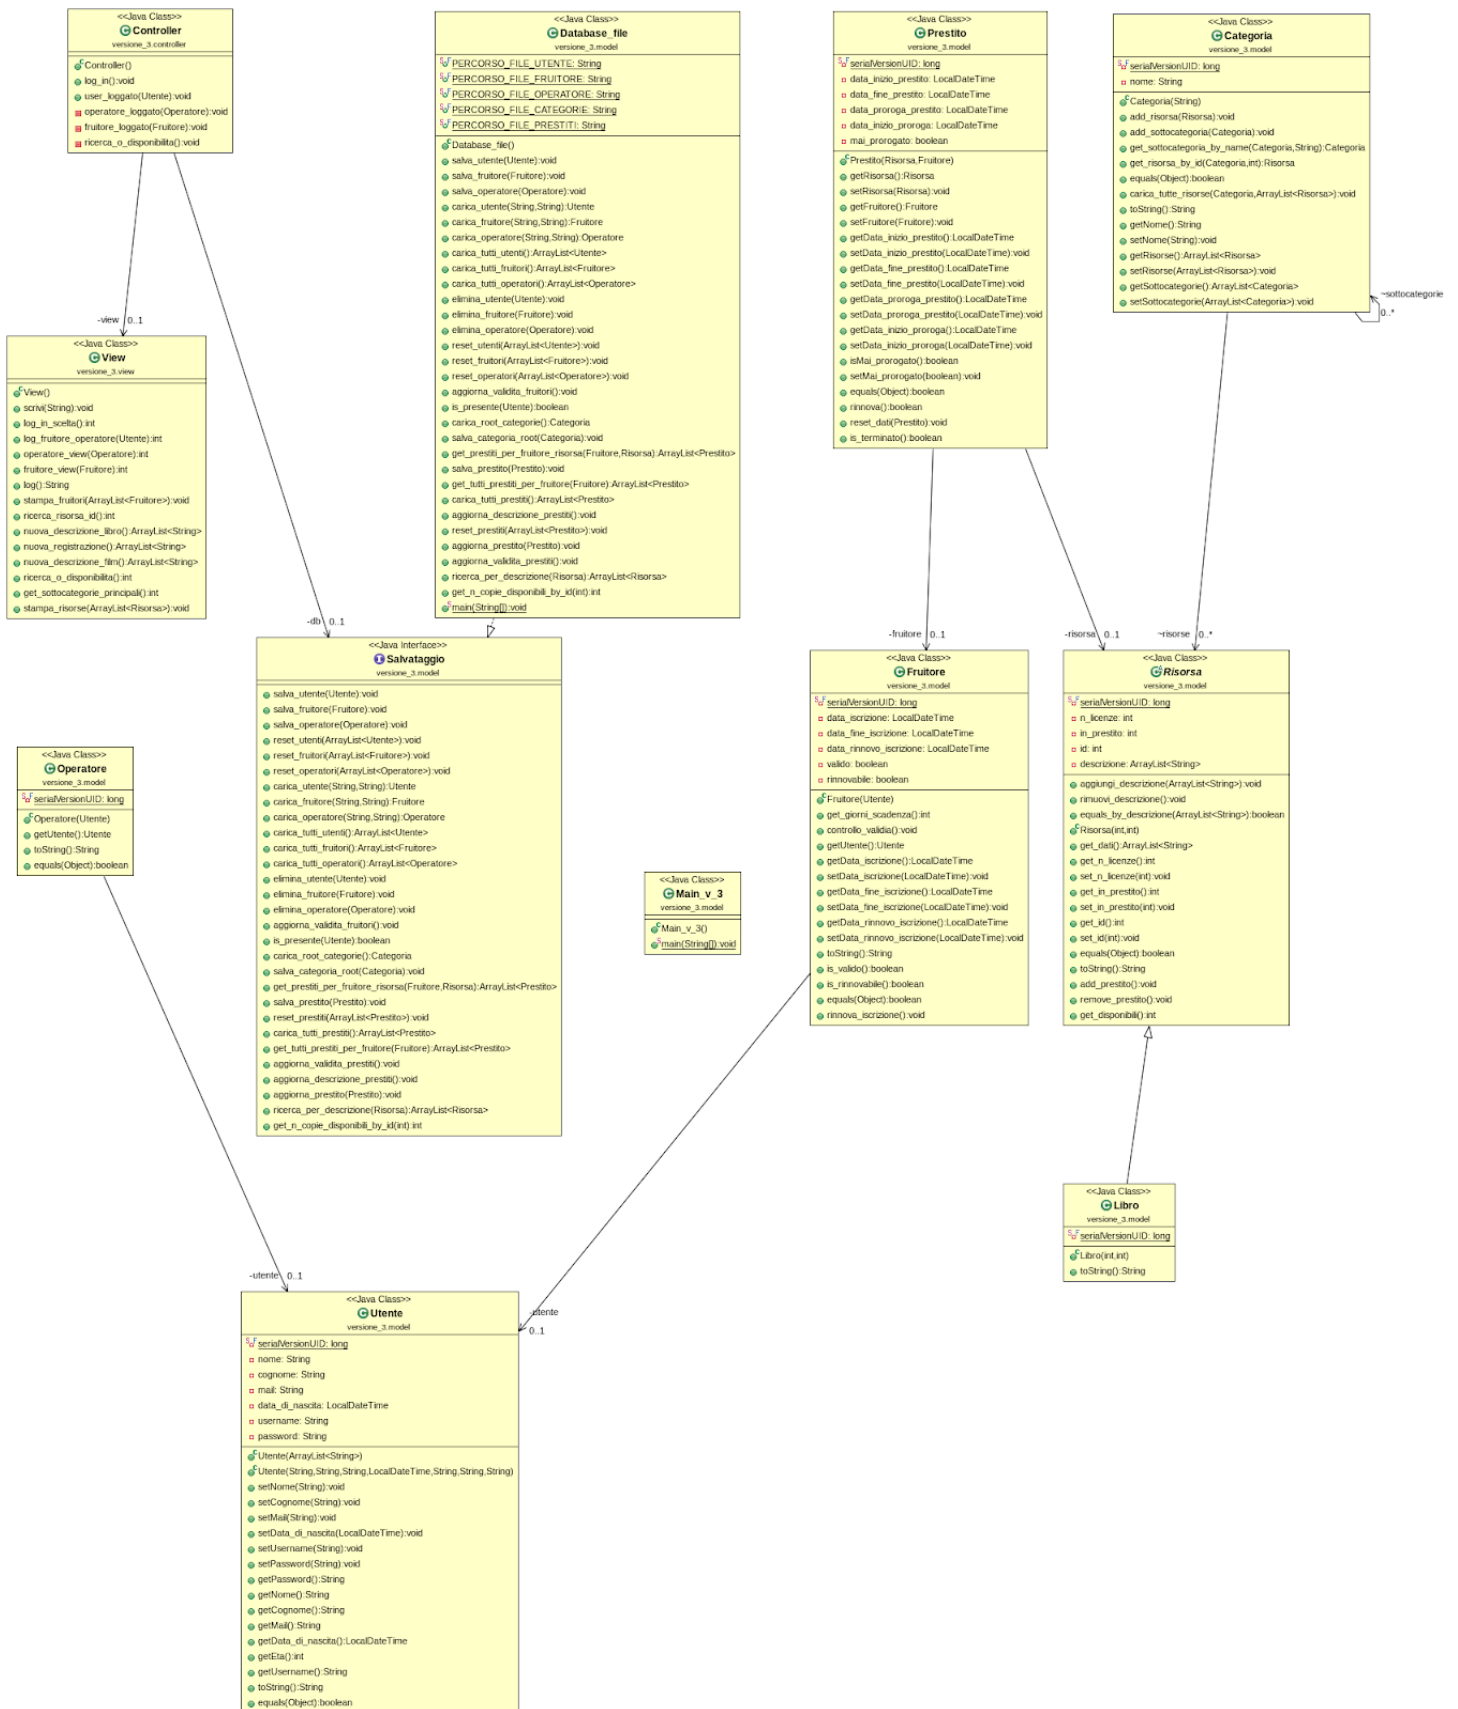 <<Java Class>>
Controller
versione_3.controller
Controller()
log_in():void
user_loggato(Utente):void
operatore_loggato(Operatore):void
fruitore_loggato(Fruitore):void
ricerca_o_disponibilita():void
<<Java Class>>
Database_file
versione_3.model
PERCORSO_FILE_UTENTE: String
PERCORSO_FILE_FRUITORE: String
PERCORSO_FILE_OPERATORE: String
PERCORSO_FILE_CATEGORIE: String
PERCORSO_FILE_PRESTITI: String
Database_file()
salva_utente(Utente):void
salva_fruitore(Fruitore):void
salva_operatore(Operatore):void
carica_utente(String,String):Utente
carica_fruitore(String,String):Fruitore
carica_operatore(String,String):Operatore
carica_tutti_utenti():ArrayList<Utente>
carica_tutti_fruitori():ArrayList<Fruitore>
carica_tutti_operatori():ArrayList<Operatore>
elimina_utente(Utente):void
elimina_fruitore(Fruitore):void
elimina_operatore(Operatore):void
reset_utenti(ArrayList<Utente>):void
reset_fruitori(ArrayList<Fruitore>):void
reset_operatori(ArrayList<Operatore>):void
aggiorna_validita_fruitori():void
is_presente(Utente):boolean
carica_root_categorie():Categoria
salva_categoria_root(Categoria):void
get_prestiti_per_fruitore_risorsa(Fruitore,Risorsa):ArrayList<Prestito>
salva_prestito(Prestito):void
get_tutti_prestiti_per_fruitore(Fruitore):ArrayList<Prestito>
carica_tutti_prestiti():ArrayList<Prestito>
aggiorna_descrizione_prestiti():void
reset_prestiti(ArrayList<Prestito>):void
aggiorna_prestito(Prestito):void
aggiorna_validita_prestiti():void
ricerca_per_descrizione(Risorsa):ArrayList<Risorsa>
get_n_copie_disponibili_by_id(int):int
main(String[]):void
<<Java Class>>
Prestito
versione_3.model
serialVersionUID: long
data_inizio_prestito: LocalDateTime
data_fine_prestito: LocalDateTime
data_proroga_prestito: LocalDateTime
data_inizio_proroga: LocalDateTime
mai_prorogato: boolean
Prestito(Risorsa,Fruitore)
getRisorsa():Risorsa
setRisorsa(Risorsa):void
getFruitore():Fruitore
setFruitore(Fruitore):void
getData_inizio_prestito():LocalDateTime
setData_inizio_prestito(LocalDateTime):void
getData_fine_prestito():LocalDateTime
setData_fine_prestito(LocalDateTime):void
getData_proroga_prestito():LocalDateTime
setData_proroga_prestito(LocalDateTime):void
getData_inizio_proroga():LocalDateTime
setData_inizio_proroga(LocalDateTime):void
isMai_prorogato():boolean
setMai_prorogato(boolean):void
equals(Object):boolean
rinnova():boolean
reset_dati(Prestito):void
is_terminato():boolean
<<Java Class>>
Categoria
versione_3.model
serialVersionUID: long
nome: String
Categoria(String)
add_risorsa(Risorsa):void
add_sottocategoria(Categoria):void
get_sottocategoria_by_name(Categoria,String):Categoria
get_risorsa_by_id(Categoria,int):Risorsa
equals(Object):boolean
carica_tutte_risorse(Categoria,ArrayList<Risorsa>):void
toString():String
getNome():String
setNome(String):void
getRisorse():ArrayList<Risorsa>
setRisorse(ArrayList<Risorsa>):void
getSottocategorie():ArrayList<Categoria>
setSottocategorie(ArrayList<Categoria>):void
~sottocategorie
0..*
-view 0..1
<<Java Class>>
View
versione_3.view
View()
scrivi(String):void
log_in_scelta():int
log_fruitore_operatore(Utente):int
operatore_view(Operatore):int
fruitore_view(Fruitore):int
log():String
stampa_fruitori(ArrayList<Fruitore>):void
ricerca_risorsa_id():int
nuova_descrizione_libro():ArrayList<String>
nuova_registrazione():ArrayList<String>
nuova_descrizione_film():ArrayList<String>
ricerca_o_disponibilita():int
get_sottocategorie_principali():int
stampa_risorse(ArrayList<Risorsa>):void
-db 0..1
<<Java Interface>>
Salvataggio
versione_3.model
salva_utente(Utente):void
salva_fruitore(Fruitore):void
salva_operatore(Operatore):void
reset_utenti(ArrayList<Utente>):void
reset_fruitori(ArrayList<Fruitore>):void
reset_operatori(ArrayList<Operatore>):void
carica_utente(String,String):Utente
carica_fruitore(String,String):Fruitore
carica_operatore(String,String):Operatore
carica_tutti_utenti():ArrayList<Utente>
carica_tutti_fruitori():ArrayList<Fruitore>
carica_tutti_operatori():ArrayList<Operatore>
elimina_utente(Utente):void
elimina_fruitore(Fruitore):void
elimina_operatore(Operatore):void
aggiorna_validita_fruitori():void
is_presente(Utente):boolean
carica_root_categorie():Categoria
salva_categoria_root(Categoria):void
get_prestiti_per_fruitore_risorsa(Fruitore,Risorsa):ArrayList<Prestito>
salva_prestito(Prestito):void
reset_prestiti(ArrayList<Prestito>):void
carica_tutti_prestiti():ArrayList<Prestito>
get_tutti_prestiti_per_fruitore(Fruitore):ArrayList<Prestito>
aggiorna_validita_prestiti():void
aggiorna_descrizione_prestiti():void
aggiorna_prestito(Prestito):void
ricerca_per_descrizione(Risorsa):ArrayList<Risorsa>
get_n_copie_disponibili_by_id(int):int
-fruitore 0..1
<<Java Class>>
Fruitore
versione_3.model
serialVersionUID: long
data_iscrizione: LocalDateTime
data_fine_iscrizione: LocalDateTime
data_rinnovo_iscrizione: LocalDateTime
valido: boolean
rinnovabile: boolean
Fruitore(Utente)
get_giorni_scadenza():int
controllo_validia():void
getUtente():Utente
getData_iscrizione():LocalDateTime
setData_iscrizione(LocalDateTime):void
getData_fine_iscrizione():LocalDateTime
setData_fine_iscrizione(LocalDateTime):void
getData_rinnovo_iscrizione():LocalDateTime
setData_rinnovo_iscrizione(LocalDateTime):void
toString():String
is_valido():boolean
is_rinnovabile():boolean
equals(Object):boolean
rinnova_iscrizione():void
-risorsa 0..1
~risorse 0..*
<<Java Class>>
Risorsa
versione_3.model
serialVersionUID: long
n_licenze: int
in_prestito: int
id: int
descrizione: ArrayList<String>
aggiungi_descrizione(ArrayList<String>):void
rimuovi_descrizione():void
equals_by_descrizione(ArrayList<String>):boolean
Risorsa(int,int)
get_dati():ArrayList<String>
get_n_licenze():int
set_n_licenze(int):void
get_in_prestito():int
set_in_prestito(int):void
get_id():int
set_id(int):void
equals(Object):boolean
toString():String
add_prestito():void
remove_prestito():void
get_disponibili():int
<<Java Class>>
Operatore
versione_3.model
serialVersionUID: long
Operatore(Utente)
getUtente():Utente
toString():String
equals(Object):boolean
<<Java Class>>
Main_v_3
versione_3.model
Main_v_3()
main(String[]):void
<<Java Class>>
Libro
versione_3.model
serialVersionUID: long
Libro(int,int)
toString():String
-utente 0..1
-utente
0..1
<<Java Class>>
Utente
versione_3.model
serialVersionUID: long
nome: String
cognome: String
mail: String
data_di_nascita: LocalDateTime
username: String
password: String
Utente(ArrayList<String>)
Utente(String,String,String,LocalDateTime,String,String,String)
setNome(String):void
setCognome(String):void
setMail(String):void
setData_di_nascita(LocalDateTime):void
setUsername(String):void
setPassword(String):void
getPassword():String
getNome():String
getCognome():String
getMail():String
getData_di_nascita():LocalDateTime
getEta():int
getUsername():String
toString():String
equals(Object):boolean